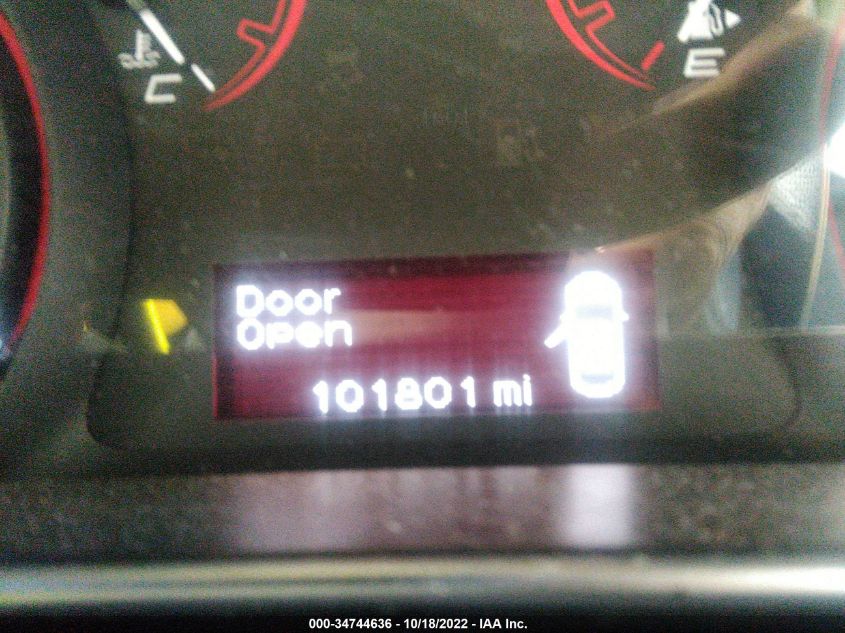 C
E
Door
Open
101801 mi
000-34744636 - 10/18/2022 - IAA Inc.